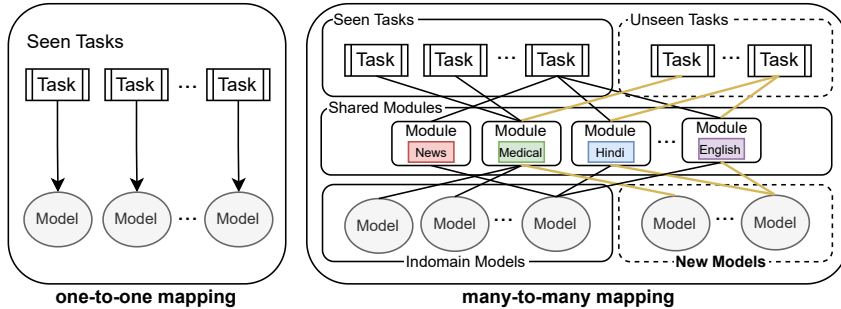 Seen Tasks
Task Task ... Task
Model Model ... Model
one-to-one mapping
Seen Tasks
Unseen Tasks
Task Task ... Task
Task ... Task
Shared Modules
Module Module Module ... Module
News Medical Hindi English
Model Model ... Model
Model ... Model
Indomain Models
New Models
many-to-many mapping